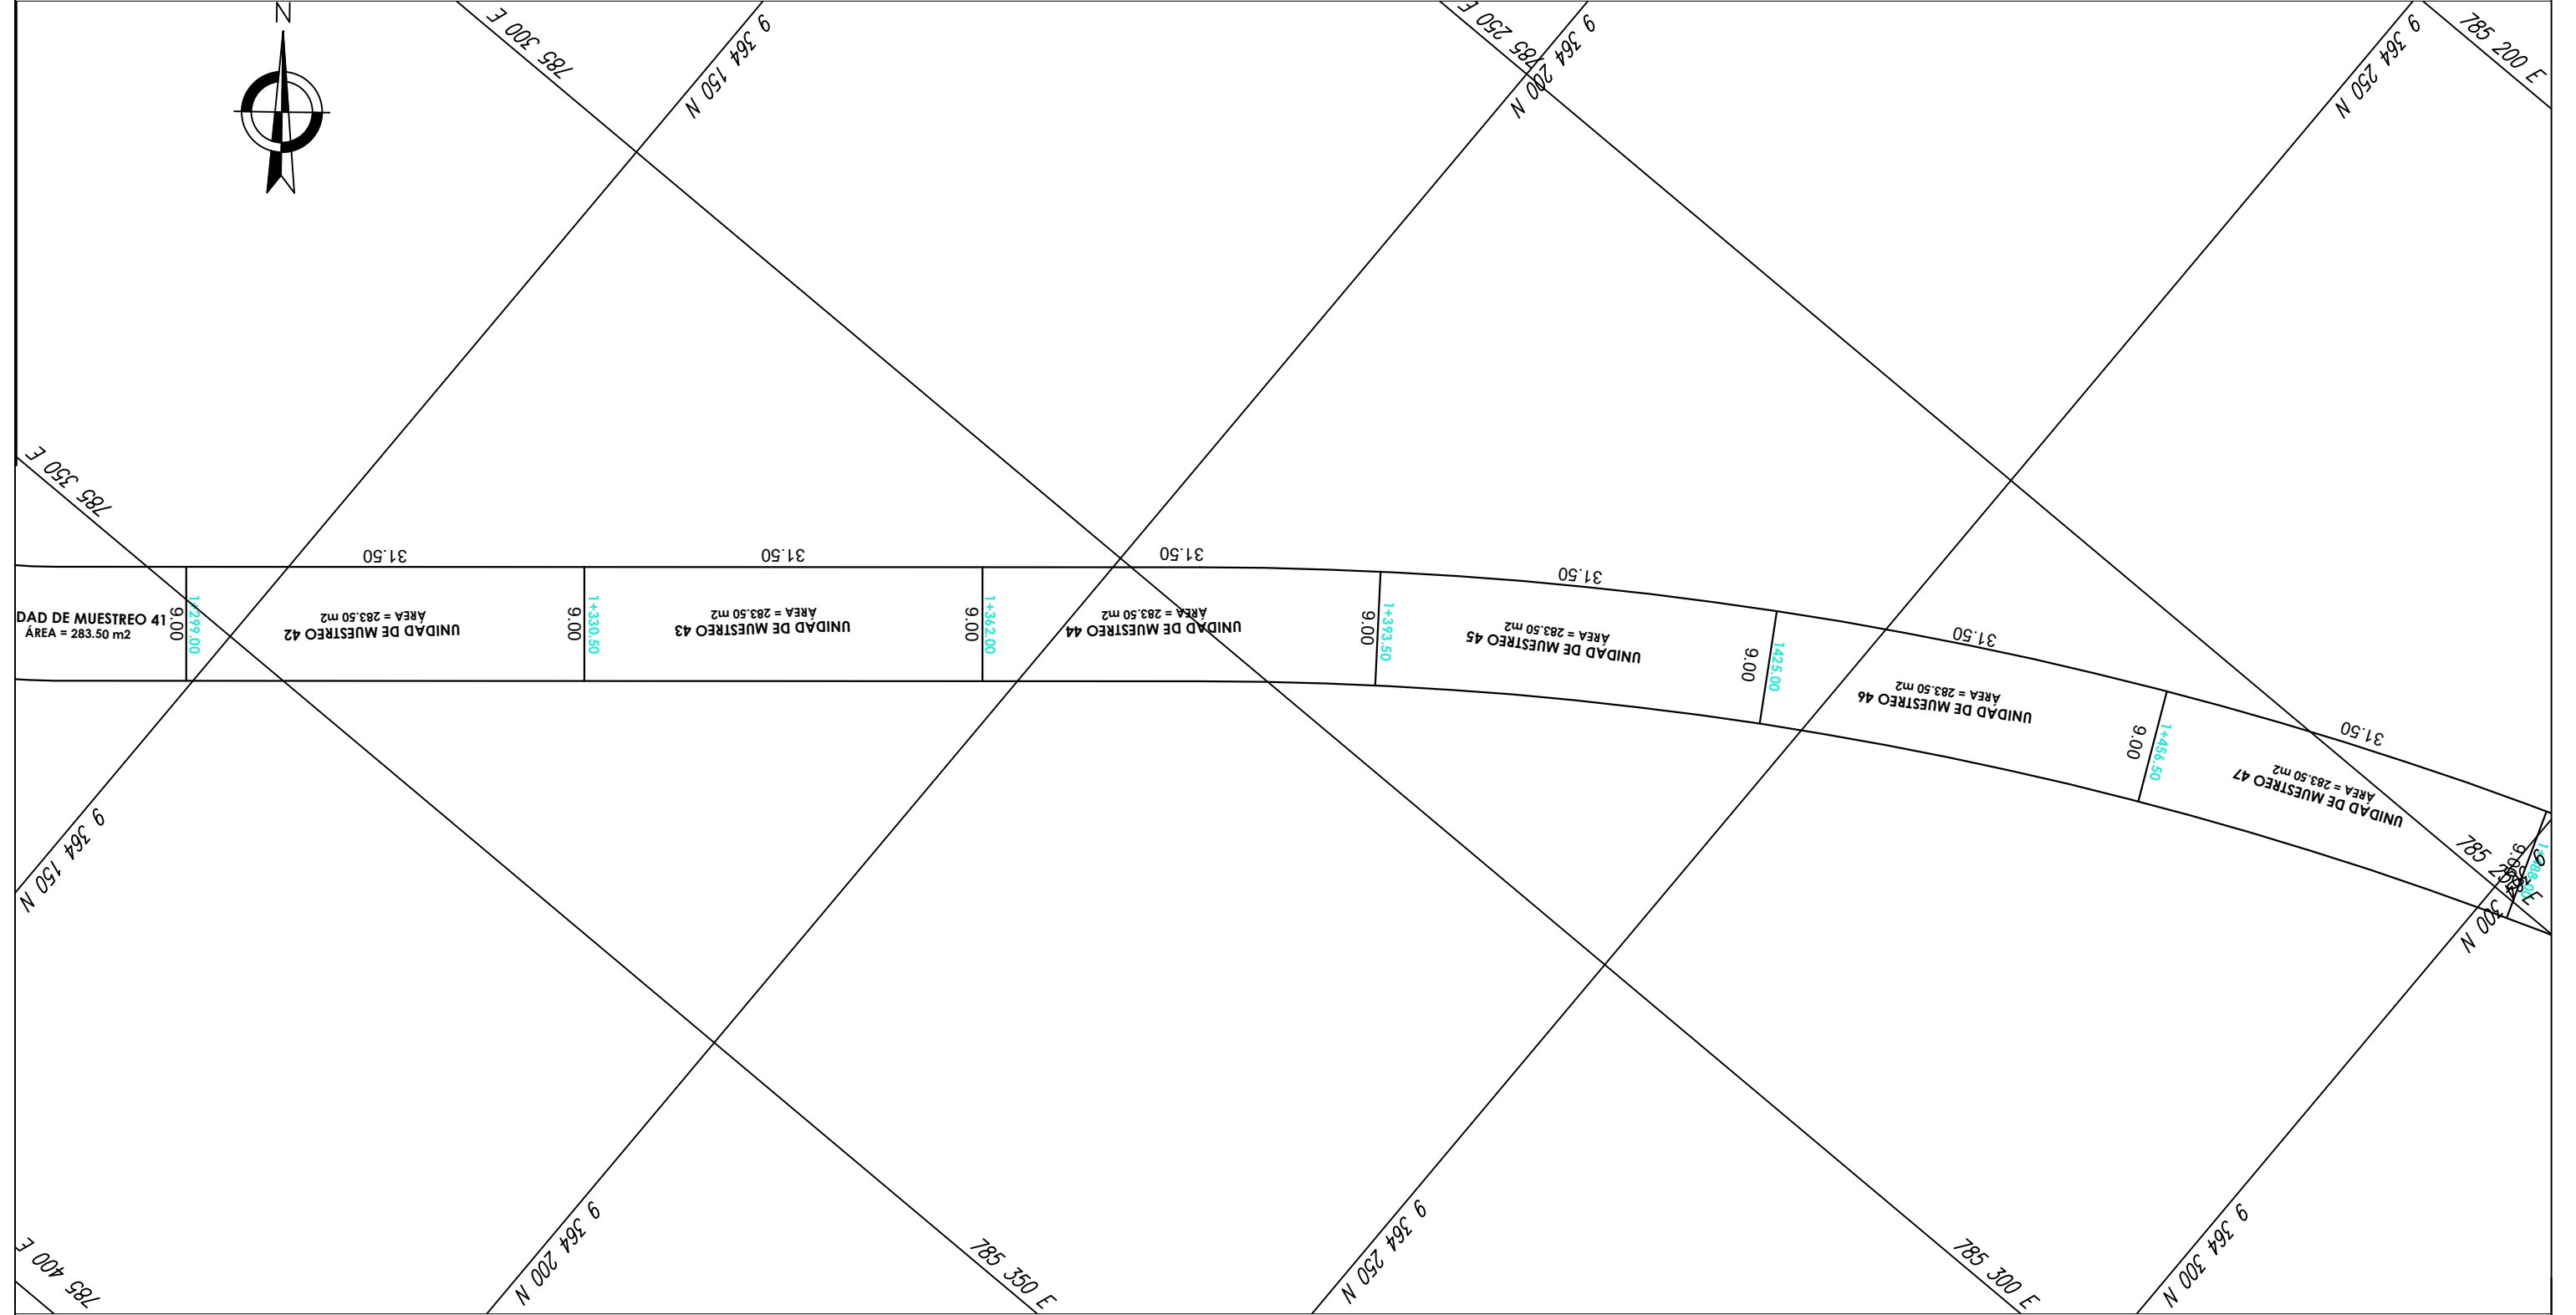 N
785 300 E
9 364 150 N
785 250 E
9 364 200 N
9 364 250 N
785 200 E
785 350 E
31.50
31.50
31.50
31.50
31.50
31.50
DAD DE MUESTREO 41
ÁREA = 283.50 m2
9.00
1+299.00
UNIDAD DE MUESTREO 42
ÁREA = 283.50 m2
9.00
1+330.50
UNIDAD DE MUESTREO 43
ÁREA = 283.50 m2
9.00
1+362.00
UNIDAD DE MUESTREO 44
ÁREA = 283.50 m2
9.00
1+393.50
UNIDAD DE MUESTREO 45
ÁREA = 283.50 m2
9.00
1425.00
UNIDAD DE MUESTREO 46
ÁREA = 283.50 m2
9.00
1+456.50
UNIDAD DE MUESTREO 47
ÁREA = 283.50 m2
785 250 E
300 N
9 364 150 N
785 400 E
9 364 200 N
785 350 E
9 364 250 N
785 300 E
9 364 300 N